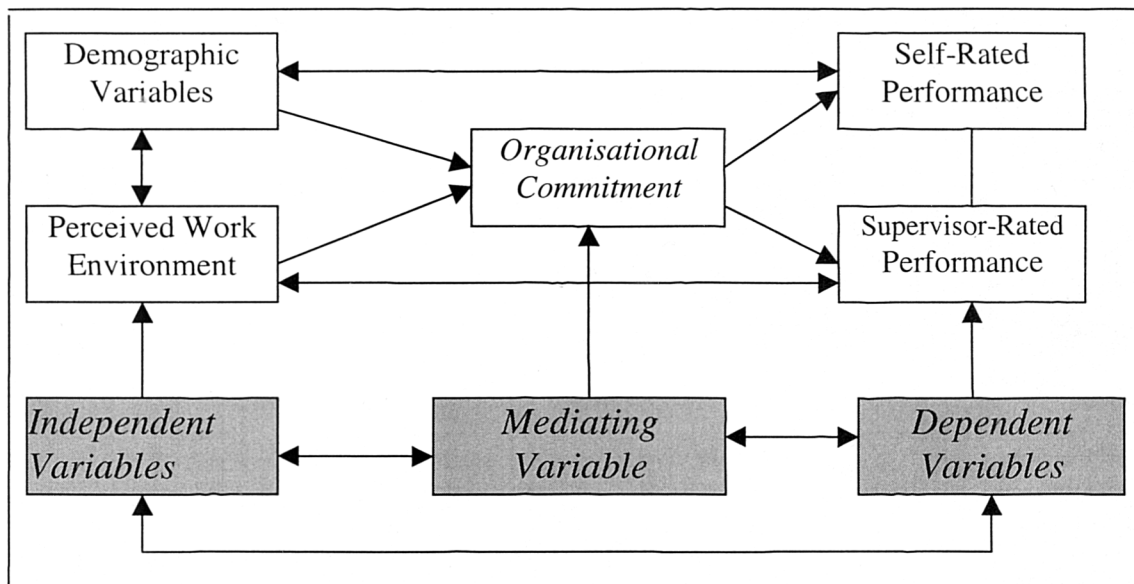 Demographic
Variables
Self-Rated
Performance
Organisational
Commitment
Perceived Work
Environment
Supervisor-Rated
Performance
Independent
Variables
Mediating
Variable
Dependent
Variables